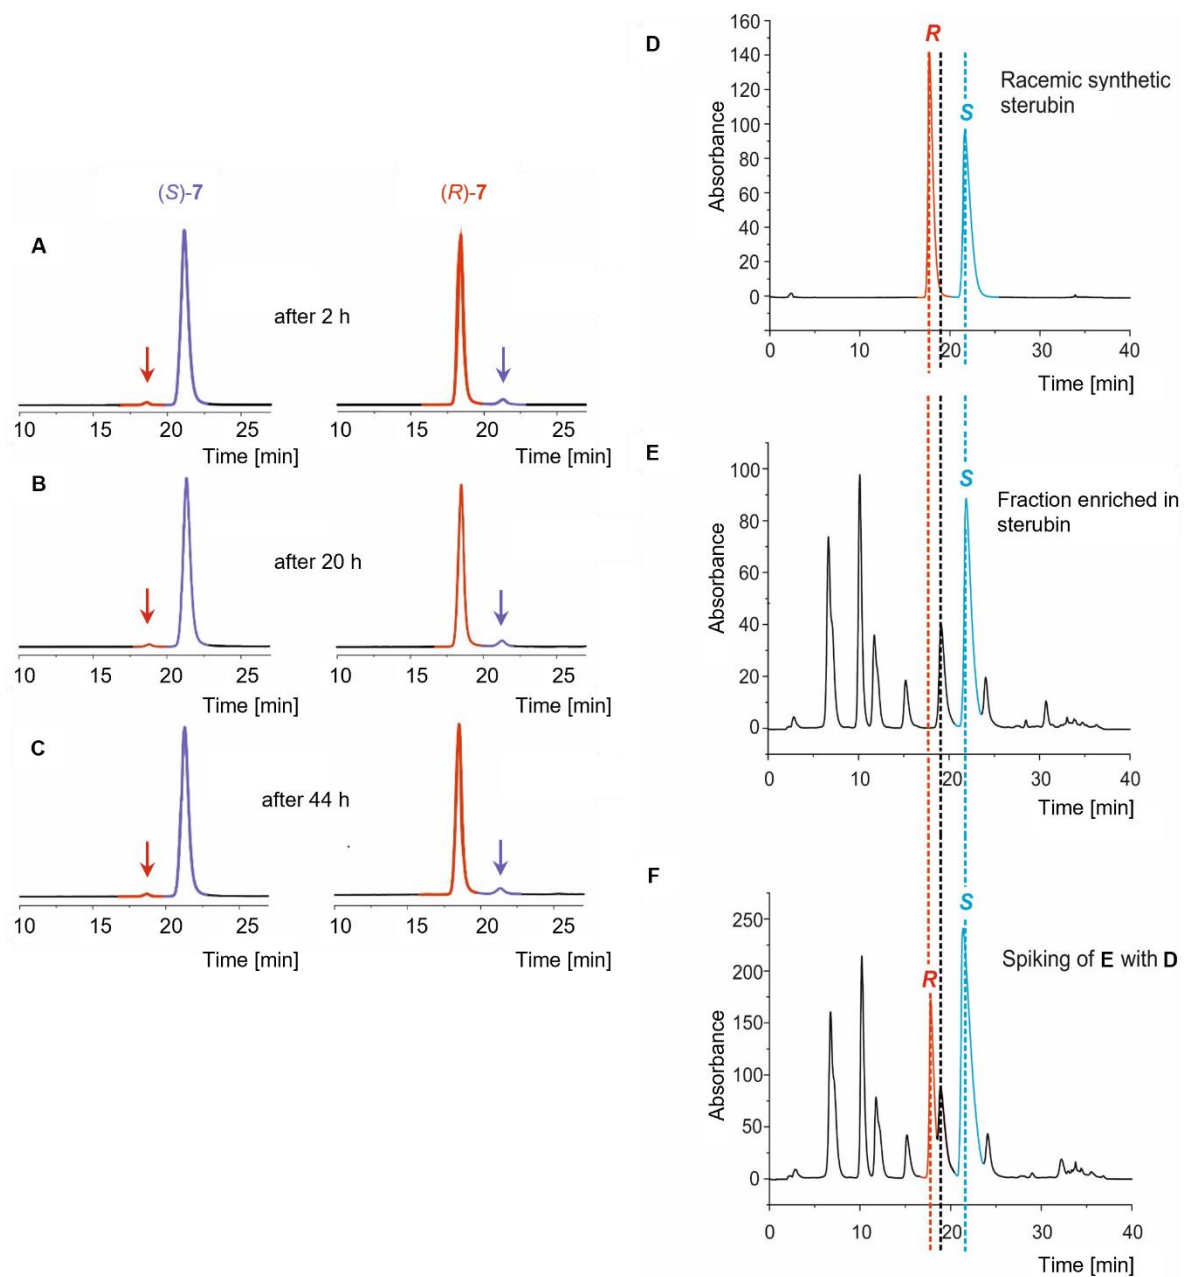 (S)-7
(R)-7
A
after 2 h
10 15 20 25
Time [min]
10 15 20 25
Time [min]
B
after 20 h
10 15 20 25
Time [min]
10 15 20 25
Time [min]
C
after 44 h
10 15 20 25
Time [min]
10 15 20 25
Time [min]
D
R
S
Racemic synthetic
sterubin
Absorbance
160
140
120
100
80
60
40
20
0
0 10 20 30 40
Time [min]
E
S
Fraction enriched in
sterubin
Absorbance
100
80
60
40
20
0
0 10 20 30 40
Time [min]
F
S
R
Spiking of E with D
Absorbance
250
200
150
100
50
0
0 10 20 30 40
Time [min]